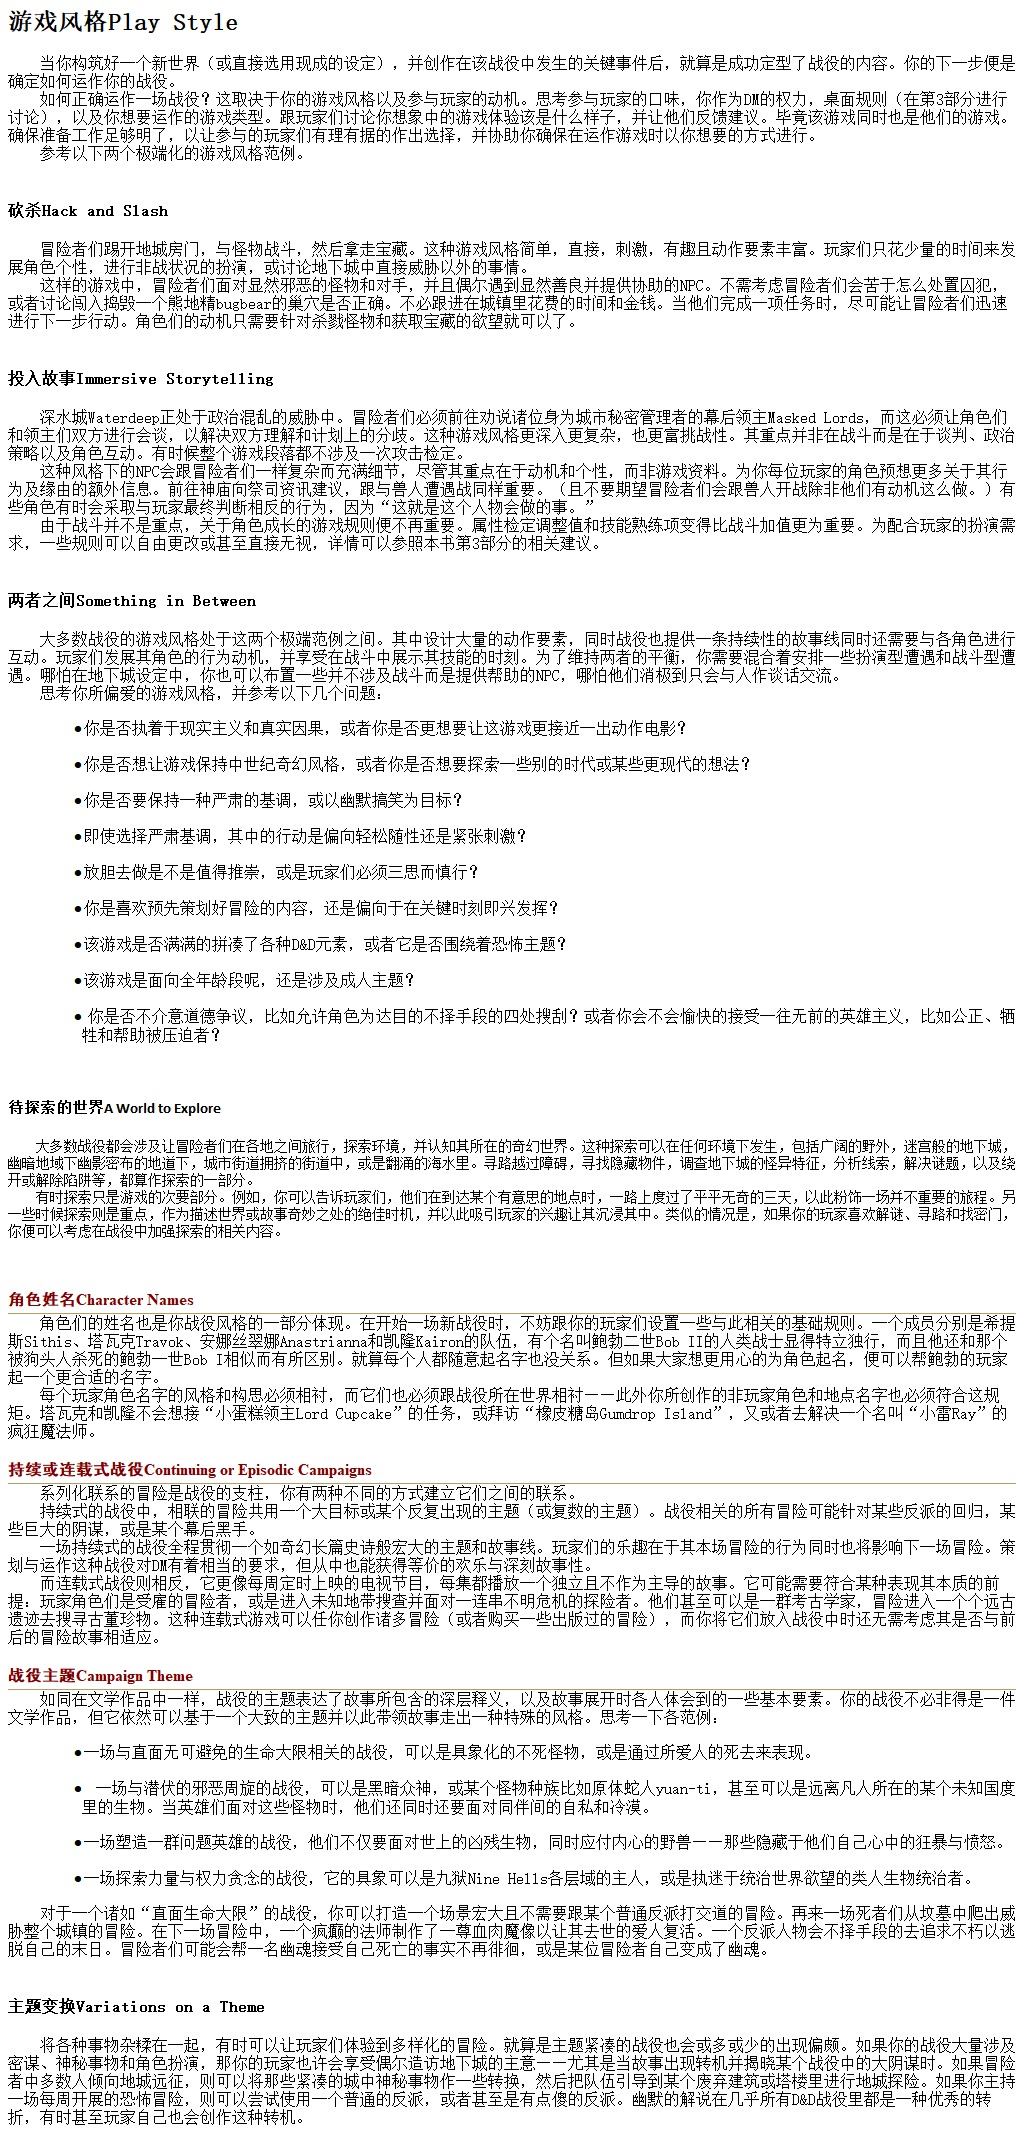 游戏风格Play Style
当你构筑好一个新世界（或直接选用现成的设定），并创作在该战役中发生的关键事件后，就算是成功定型了战役的内容。你的下一步便是
确定如何运作你的战役。
如何正确运作一场战役？这取决于你的游戏风格以及参与玩家的动机。思考参与玩家的口味，你作为DM的权力，桌面规则（在第3部分进行
讨论），以及你想要运作的游戏类型。跟玩家们讨论你想象中的游戏体验该是什么样子，并让他们反馈建议。毕竟该游戏同时也是他们的游戏。
确保准备工作足够明了，以让参与的玩家们有理有据的作出选择，并协助你确保在运作游戏时以你想要的方式进行。
参考以下两个极端化的游戏风格范例。
砍杀Hack and Slash
冒险者们踢开地城房门，与怪物战斗，然后拿走宝藏。这种游戏风格简单，直接，刺激，有趣且动作要素丰富。玩家们只花少量的时间来发
展角色个性，进行非战状况的扮演，或讨论地下城中直接威胁以外的事情。
这样的游戏中，冒险者们面对显然邪恶的怪物和对手，并且偶尔遇到显然善良并提供协助的NPC。不需考虑冒险者们会苦于怎么处置囚犯，
或者讨论闯入捣毁一个熊地精bugbear的巢穴是否正确。不必跟进在城镇里花费的时间和金钱。当他们完成一项任务时，尽可能让冒险者们迅速
进行下一步行动。角色们的动机只需要针对杀戮怪物和获取宝藏的欲望就可以了。
投入故事Immersive Storytelling
深水城Waterdeep正处于政治混乱的威胁中。冒险者们必须前往劝说诸位身为城市秘密管理者的幕后领主Masked Lords，而这必须让角色们
和领主们双方进行会谈，以解决双方理解和计划上的分歧。这种游戏风格更深入更复杂，也更富挑战性。其重点并非在战斗而是在于谈判、政治
策略以及角色互动。有时候整个游戏段落都不涉及一次攻击检定。
这种风格下的NPC会跟冒险者们一样复杂而充满细节，尽管其重点在于动机和个性，而非游戏资料。为你每位玩家的角色预想更多关于其行
为及缘由的额外信息。前往神庙向祭司资讯建议，跟与兽人遭遇战同样重要。（且不要期望冒险者们会跟兽人开战除非他们有动机这么做。）有
些角色有时会采取与玩家最终判断相反的行为，因为“这就是这个人物会做的事。”
由于战斗并不是重点，关于角色成长的游戏规则便不再重要。属性检定调整值和技能熟练项变得比战斗加值更为重要。为配合玩家的扮演需
求，一些规则可以自由更改或甚至直接无视，详情可以参照本书第3部分的相关建议。
两者之间Something in Between
大多数战役的游戏风格处于这两个极端范例之间。其中设计大量的动作要素，同时战役也提供一条持续性的故事线同时还需要与各角色进行
互动。玩家们发展其角色的行为动机，并享受在战斗中展示其技能的时刻。为了维持两者的平衡，你需要混合着安排一些扮演型遭遇和战斗型遭
遇。哪怕在地下城设定中，你也可以布置一些并不涉及战斗而是提供帮助的NPC，哪怕他们消极到只会与人作谈话交流。
思考你所偏爱的游戏风格，并参考以下几个问题：
●你是否执着于现实主义和真实因果，或者你是否更想要让这游戏更接近一出动作电影？
●你是否想让游戏保持中世纪奇幻风格，或者你是否想要探索一些别的时代或某些更现代的想法？
●你是否要保持一种严肃的基调，或以幽默搞笑为目标？
●即使选择严肃基调，其中的行动是偏向轻松随性还是紧张刺激？
●放胆去做是不是值得推崇，或是玩家们必须三思而慎行？
●你是喜欢预先策划好冒险的内容，还是偏向于在关键时刻即兴发挥？
●该游戏是否满满的拼凑了各种D&D元素，或者它是否围绕着恐怖主题？
●该游戏是面向全年龄段呢，还是涉及成人主题？
● 你是否不介意道德争议，比如允许角色为达目的不择手段的四处搜刮？或者你会不会愉快的接受一往无前的英雄主义，比如公正、牺
牲和帮助被压迫者？
待探索的世界A World to Explore
大多数战役都会涉及让冒险者们在各地之间旅行，探索环境，并认知其所在的奇幻世界。这种探索可以在任何环境下发生，包括广阔的野外，迷宫般的地下城，
幽暗地域下幽影密布的地道下，城市街道拥挤的街道中，或是翻涌的海水里。寻路越过障碍，寻找隐藏物件，调查地下城的怪异特征，分析线索，解决谜题，以及绕
开或解除陷阱等，都算作探索的一部分。
有时探索只是游戏的次要部分。例如，你可以告诉玩家们，他们在到达某个有意思的地点时，一路上度过了平平无奇的三天，以此粉饰一场并不重要的旅程。另
一些时候探索则是重点，作为描述世界或故事奇妙之处的绝佳时机，并以此吸引玩家的兴趣让其沉浸其中。类似的情况是，如果你的玩家喜欢解谜、寻路和找密门，
你便可以考虑在战役中加强探索的相关内容。
角色姓名Character Names
角色们的姓名也是你战役风格的一部分体现。在开始一场新战役时，不妨跟你的玩家们设置一些与此相关的基础规则。一个成员分别是希提
斯Sithis、塔瓦克Travok、安娜丝翠娜Anastrianna和凯隆Kairon的队伍，有个名叫鲍勃二世Bob II的人类战士显得特立独行，而且他还和那个
被狗头人杀死的鲍勃一世Bob I相似而有所区别。就算每个人都随意起名字也没关系。但如果大家想更用心的为角色起名，便可以帮鲍勃的玩家
起一个更合适的名字。
每个玩家角色名字的风格和构思必须相衬，而它们也必须跟战役所在世界相衬——此外你所创作的非玩家角色和地点名字也必须符合这规
矩。塔瓦克和凯隆不会想接“小蛋糕领主Lord Cupcake”的任务，或拜访“橡皮糖岛Gumdrop Island”，又或者去解决一个名叫“小雷Ray”的
疯狂魔法师。
持续或连载式战役Continuing or Episodic Campaigns
系列化联系的冒险是战役的支柱，你有两种不同的方式建立它们之间的联系。
持续式的战役中，相联的冒险共用一个大目标或某个反复出现的主题（或复数的主题）。战役相关的所有冒险可能针对某些反派的回归，某
些巨大的阴谋，或是某个幕后黑手。
一场持续式的战役全程贯彻一个如奇幻长篇史诗般宏大的主题和故事线。玩家们的乐趣在于其本场冒险的行为同时也将影响下一场冒险。策
划与运作这种战役对DM有着相当的要求，但从中也能获得等价的欢乐与深刻故事性。
而连载式战役则相反，它更像每周定时上映的电视节目，每集都播放一个独立且不作为主导的故事。它可能需要符合某种表现其本质的前
提：玩家角色们是受雇的冒险者，或是进入未知地带搜查并面对一连串不明危机的探险者。他们甚至可以是一群考古学家，冒险进入一个个远古
遗迹去搜寻古董珍物。这种连载式游戏可以任你创作诸多冒险（或者购买一些出版过的冒险），而你将它们放入战役中时还无需考虑其是否与前
后的冒险故事相适应。
战役主题Campaign Theme
如同在文学作品中一样，战役的主题表达了故事所包含的深层释义，以及故事展开时各人体会到的一些基本要素。你的战役不必非得是一件
文学作品，但它依然可以基于一个大致的主题并以此带领故事走出一种特殊的风格。思考一下各范例：
●一场与直面无可避免的生命大限相关的战役，可以是具象化的不死怪物，或是通过所爱人的死去来表现。
● 一场与潜伏的邪恶周旋的战役，可以是黑暗众神，或某个怪物种族比如原体蛇人yuan-ti，甚至可以是远离凡人所在的某个未知国度
里的生物。当英雄们面对这些怪物时，他们还同时还要面对同伴间的自私和冷漠。
●一场塑造一群问题英雄的战役，他们不仅要面对世上的凶残生物，同时应付内心的野兽——那些隐藏于他们自己心中的狂暴与愤怒。
●一场探索力量与权力贪念的战役，它的具象可以是九狱Nine Hells各层域的主人，或是执迷于统治世界欲望的类人生物统治者。
对于一个诸如“直面生命大限”的战役，你可以打造一个场景宏大且不需要跟某个普通反派打交道的冒险。再来一场死者们从坟墓中爬出威
胁整个城镇的冒险。在下一场冒险中，一个疯癫的法师制作了一尊血肉魔像以让其去世的爱人复活。一个反派人物会不择手段的去追求不朽以逃
脱自己的末日。冒险者们可能会帮一名幽魂接受自己死亡的事实不再徘徊，或是某位冒险者自己变成了幽魂。
主题变换Variations on a Theme
将各种事物杂糅在一起，有时可以让玩家们体验到多样化的冒险。就算是主题紧凑的战役也会或多或少的出现偏颇。如果你的战役大量涉及
密谋、神秘事物和角色扮演，那你的玩家也许会享受偶尔造访地下城的主意——尤其是当故事出现转机并揭晓某个战役中的大阴谋时。如果冒险
者中多数人倾向地城远征，则可以将那些紧凑的城中神秘事物作一些转换，然后把队伍引导到某个废弃建筑或塔楼里进行地城探险。如果你主持
一场每周开展的恐怖冒险，则可以尝试使用一个普通的反派，或者甚至是有点傻的反派。幽默的解说在几乎所有D&D战役里都是一种优秀的转
折，有时甚至玩家自己也会创作这种转机。